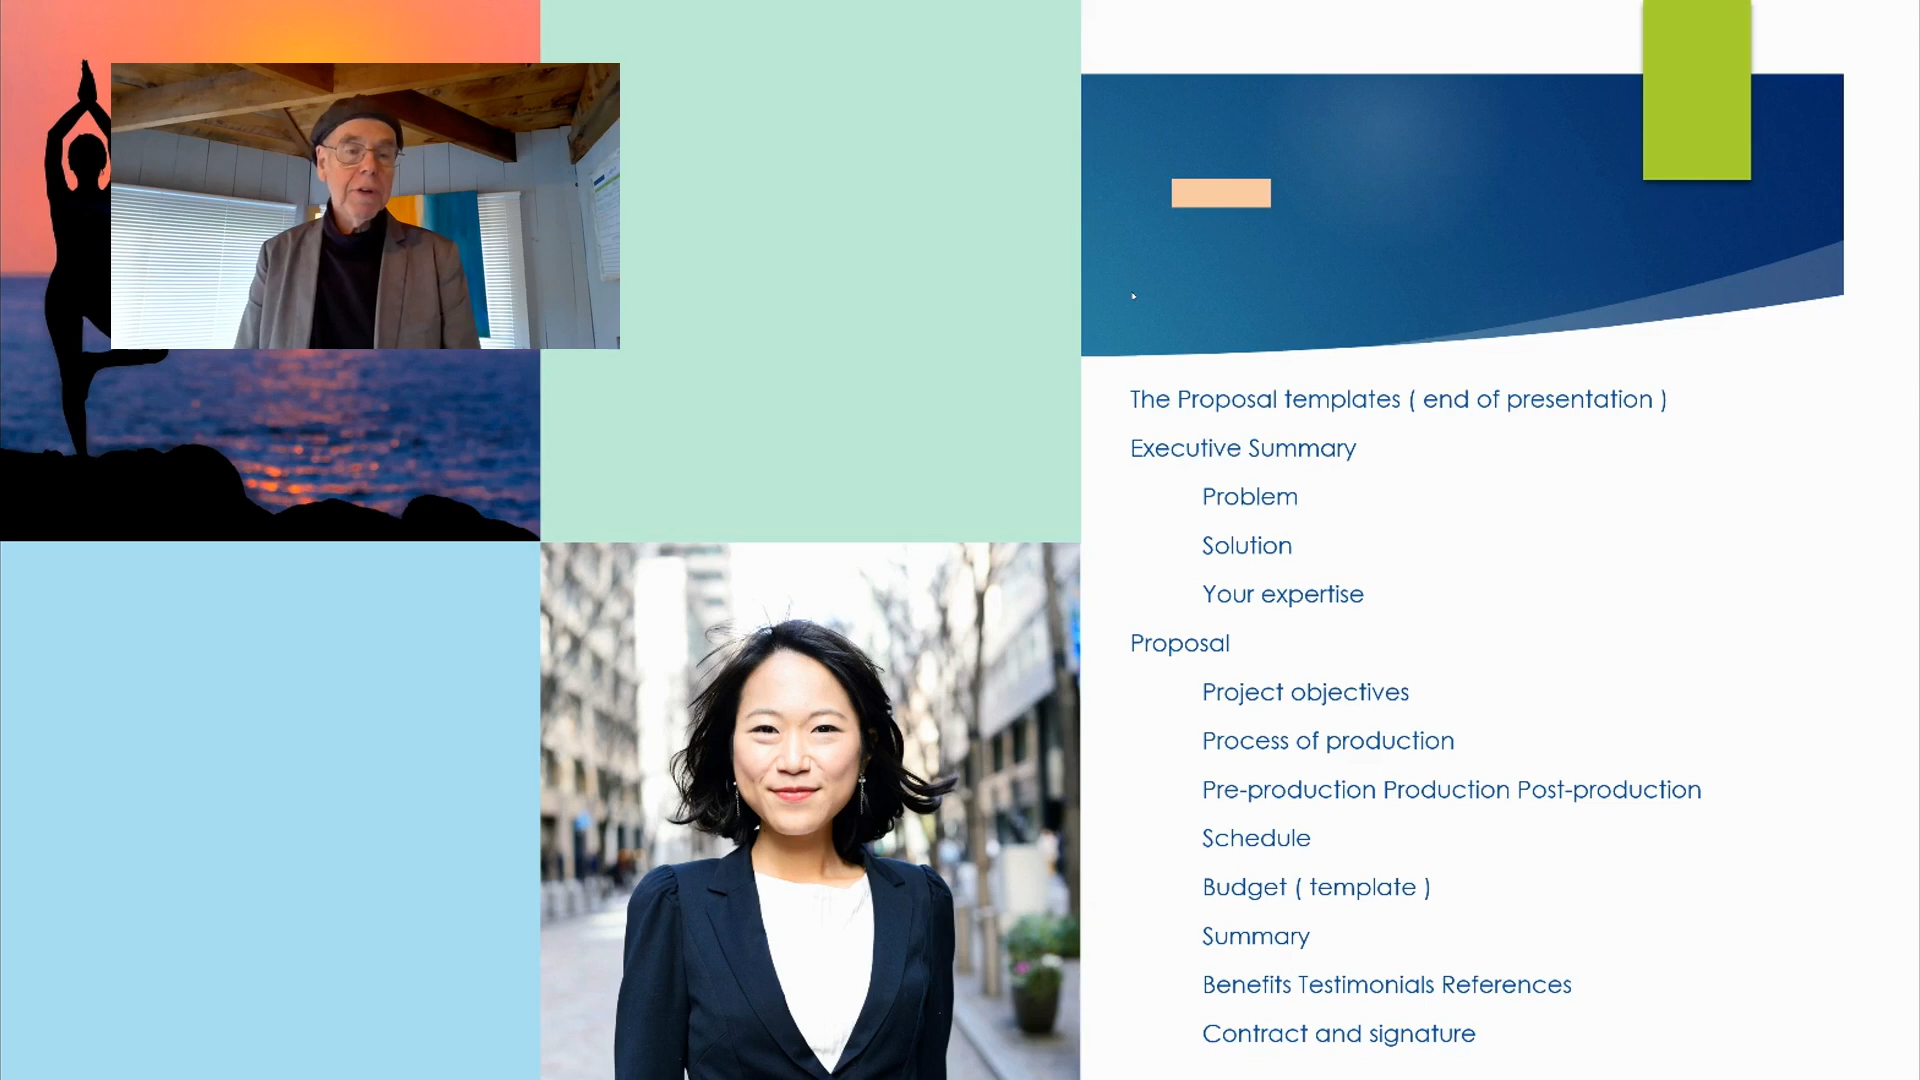 The Proposal templates ( end of presentation )
Executive Summary
Problem
Solution
Your expertise
Proposal
Project objectives
Process of production
Pre-production Production Post-production
Schedule
Budget ( template )
Summary
Benefits Testimonials References
Contract and signature